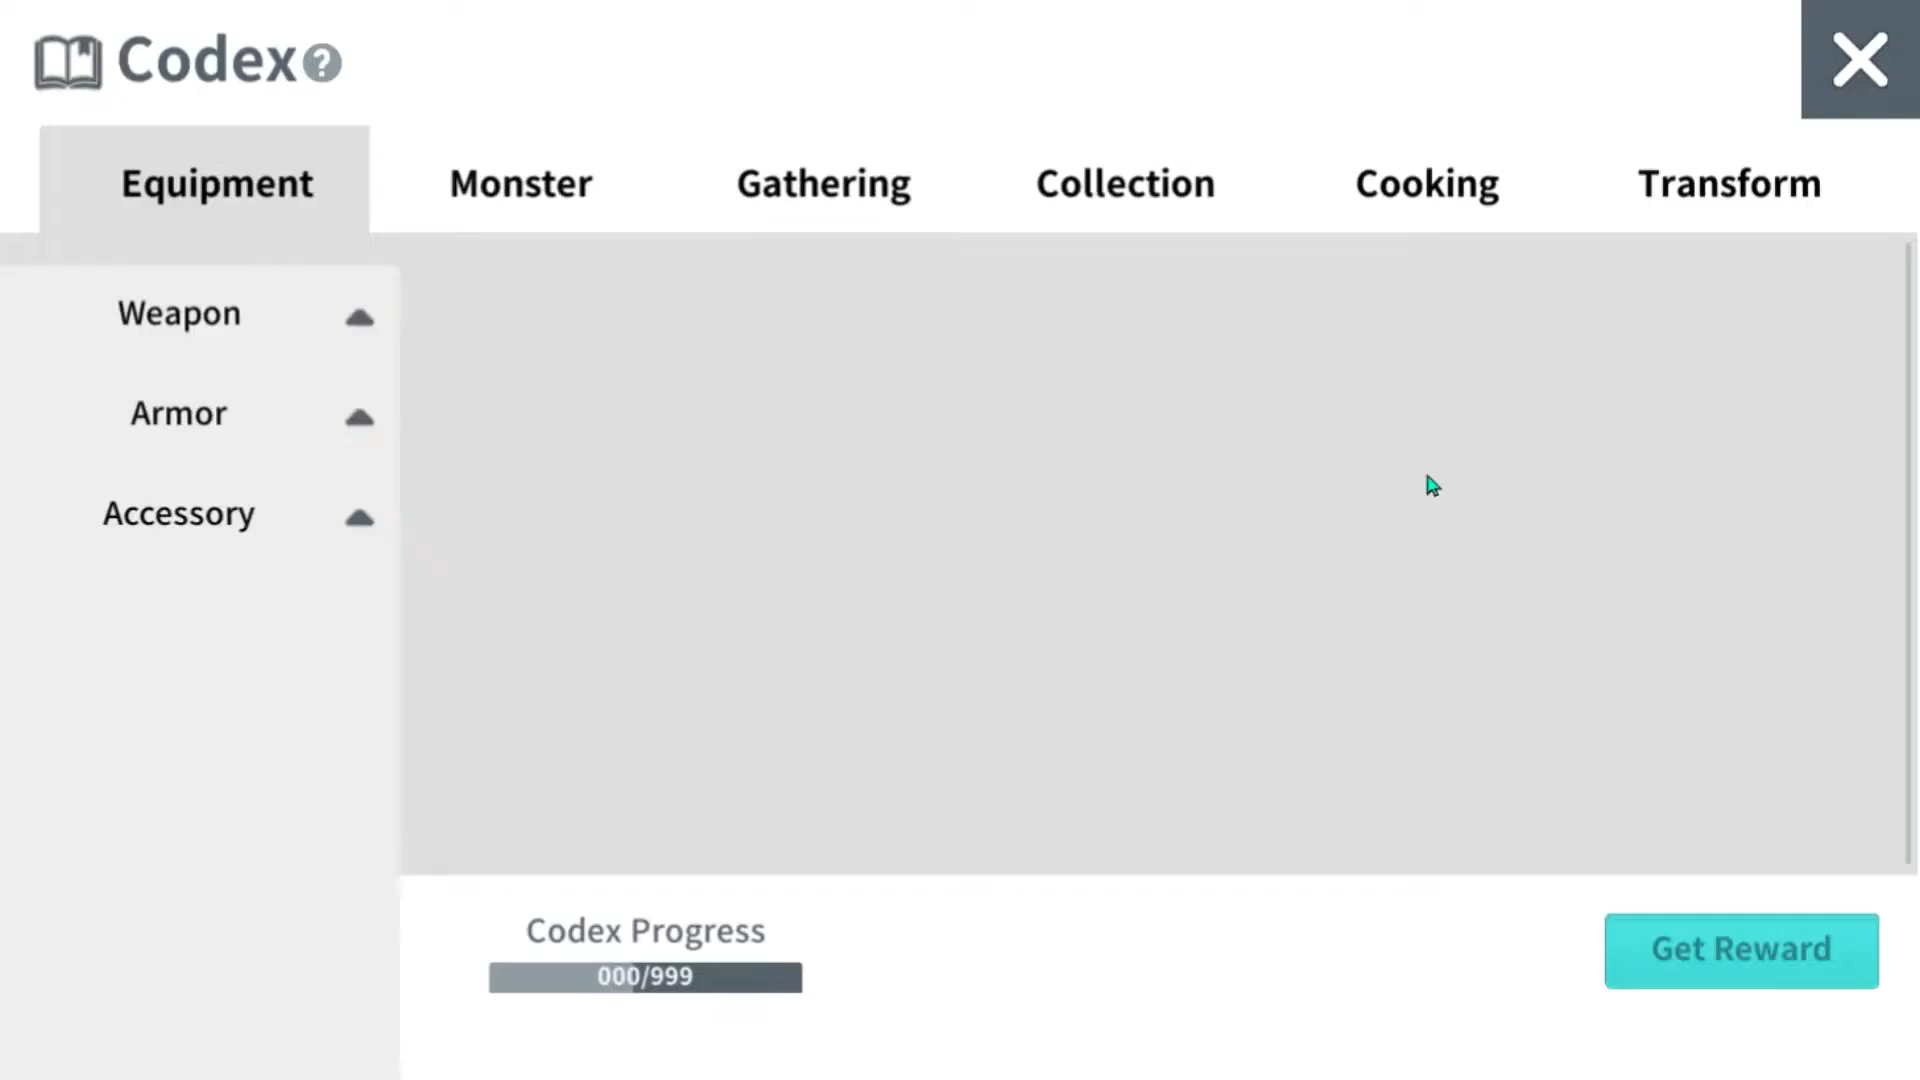 Codex ?
Equipment Monster Gathering Collection Cooking Transform
Weapon
Armor
Accessory
Codex Progress
000/999
Get Reward